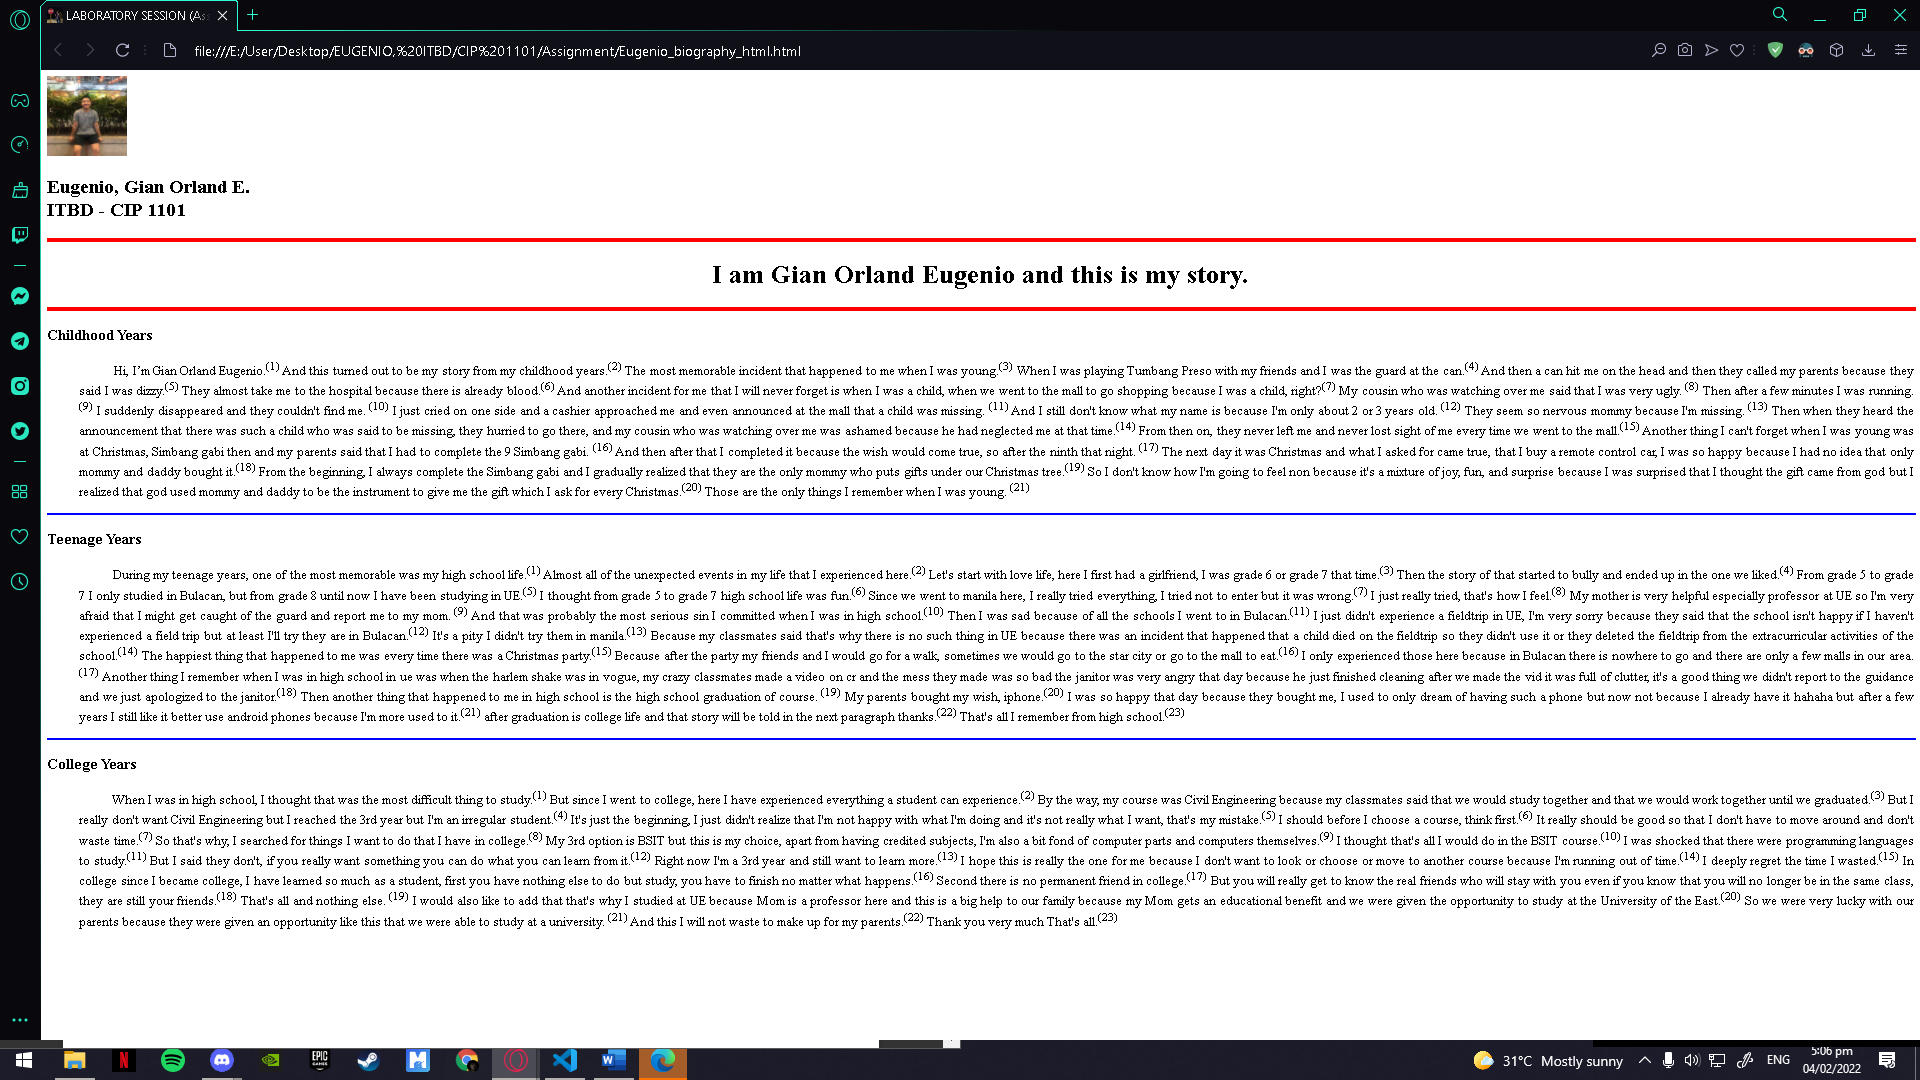 LABORATORY SESSION (As
file:///E:/User/Desktop/EUGENIO,%20ITBD/CIP%201101/Assignment/Eugenio_biography_html.html
Eugenio, Gian Orland E.
ITBD - CIP 1101
I am Gian Orland Eugenio and this is my story.
Childhood Years
Hi, I'm Gian Orland Eugenio.(1) And this turned out to be my story from my childhood years.(2) The most memorable incident that happened to me when I was young.(3) When I was playing Tumbang Preso with my friends and I was the guard at the can.(4) And then a can hit me on the head and then they called my parents because they
said I was dizzy.(5) They almost take me to the hospital because there is already blood.(6) And another incident for me that I will never forget is when I was a child, when we went to the mall to go shopping because I was a child, right?(7) My cousin who was watching over me said that I was very ugly. (8) Then after a few minutes I was running.
(9) I suddenly disappeared and they couldn't find me. (10) I just cried on one side and a cashier approached me and even announced at the mall that a child was missing. (11) And I still don't know what my name is because I'm only about 2 or 3 years old. (12) They seem so nervous mommy because I'm missing. (13) Then when they heard the
announcement that there was such a child who was said to be missing, they hurried to go there, and my cousin who was watching over me was ashamed because he had neglected me at that time.(14) From then on, they never left me and never lost sight of me every time we went to the mall.(15) Another thing I can't forget when I was young was
at Christmas, Simbang gabi then and my parents said that I had to complete the 9 Simbang gabi. (16) And then after that I completed it because the wish would come true, so after the ninth that night. (17) The next day it was Christmas and what I asked for came true, that I buy a remote control car, I was so happy because I had no idea that only
mommy and daddy bought it.(18) From the beginning, I always complete the Simbang gabi and I gradually realized that they are the only mommy who puts gifts under our Christmas tree.(19) So I don't know how I'm going to feel non because it's a mixture of joy, fun, and surprise because I was surprised that I thought the gift came from god but I
realized that god used mommy and daddy to be the instrument to give me the gift which I ask for every Christmas.(20) Those are the only things I remember when I was young. (21)
Teenage Years
During my teenage years, one of the most memorable was my high school life.(1) Almost all of the unexpected events in my life that I experienced here.(2) Let's start with love life, here I first had a girlfriend, I was grade 6 or grade 7 that time.(3) Then the story of that started to bully and ended up in the one we liked.(4) From grade 5 to grade
7 I only studied in Bulacan, but from grade 8 until now I have been studying in UE.(5) I thought from grade 5 to grade 7 high school life was fun.(6) Since we went to manila here, I really tried everything, I tried not to enter but it was wrong.(7) I just really tried, that's how I feel.(8) My mother is very helpful especially professor at UE so I'm very
afraid that I might get caught of the guard and report me to my mom. (9) And that was probably the most serious sin I committed when I was in high school.(10) Then I was sad because of all the schools I went to in Bulacan.(11) I just didn't experience a fieldtrip in UE, I'm very sorry because they said that the school isn't happy if I haven't
experienced a field trip but at least I'll try they are in Bulacan.(12) It's a pity I didn't try them in manila.(13) Because my classmates said that's why there is no such thing in UE because there was an incident that happened that a child died on the fieldtrip so they didn't use it or they deleted the fieldtrip from the extracurricular activities of the
school.(14) The happiest thing that happened to me was every time there was a Christmas party.(15) Because after the party my friends and I would go for a walk, sometimes we would go to the star city or go to the mall to eat.(16) I only experienced those here because in Bulacan there is nowhere to go and there are only a few malls in our area.
(17) Another thing I remember when I was in high school in ue was when the harlem shake was in vogue, my crazy classmates made a video on cr and the mess they made was so bad the janitor was very angry that day because he just finished cleaning after we made the vid it was full of clutter, it's a good thing we didn't report to the guidance
and we just apologized to the janitor.(18) Then another thing that happened to me in high school is the high school graduation of course. (19) My parents bought my wish, iphone.(20) I was so happy that day because they bought me, I used to only dream of having such a phone but now not because I already have it hahaha but after a few
years I still like it better use android phones because I'm more used to it.(21) after graduation is college life and that story will be told in the next paragraph thanks.(22) That's all I remember from high school.(23)
College Years
When I was in high school, I thought that was the most difficult thing to study.(1) But since I went to college, here I have experienced everything a student can experience.(2) By the way, my course was Civil Engineering because my classmates said that we would study together and that we would work together until we graduated.(3) But I
really don't want Civil Engineering but I reached the 3rd year but I'm an irregular student.(4) It's just the beginning, I just didn't realize that I'm not happy with what I'm doing and it's not really what I want, that's my mistake.(5) I should before I choose a course, think first.(6) It really should be good so that I don't have to move around and don't
waste time.(7) So that's why, I searched for things I want to do that I have in college.(8) My 3rd option is BSIT but this is my choice, apart from having credited subjects, I'm also a bit fond of computer parts and computers themselves.(9) I thought that's all I would do in the BSIT course.(10) I was shocked that there were programming languages
to study.(11) But I said they don't, if you really want something you can do what you can learn from it.(12) Right now I'm a 3rd year and still want to learn more.(13) I hope this is really the one for me because I don't want to look or choose or move to another course because I'm running out of time.(14) I deeply regret the time I wasted.(15) In
college since I became college, I have learned so much as a student, first you have nothing else to do but study, you have to finish no matter what happens.(16) Second there is no permanent friend in college.(17) But you will really get to know the real friends who will stay with you even if you know that you will no longer be in the same class,
they are still your friends.(18) That's all and nothing else. (19) I would also like to add that that's why I studied at UE because Mom is a professor here and this is a big help to our family because my Mom gets an educational benefit and we were given the opportunity to study at the University of the East.(20) So we were very lucky with our
parents because they were given an opportunity like this that we were able to study at a university. (21) And this I will not waste to make up for my parents.(22) Thank you very much That's all.(23)
31°C Mostly sunny
ENG
5:06 pm
04/02/2022